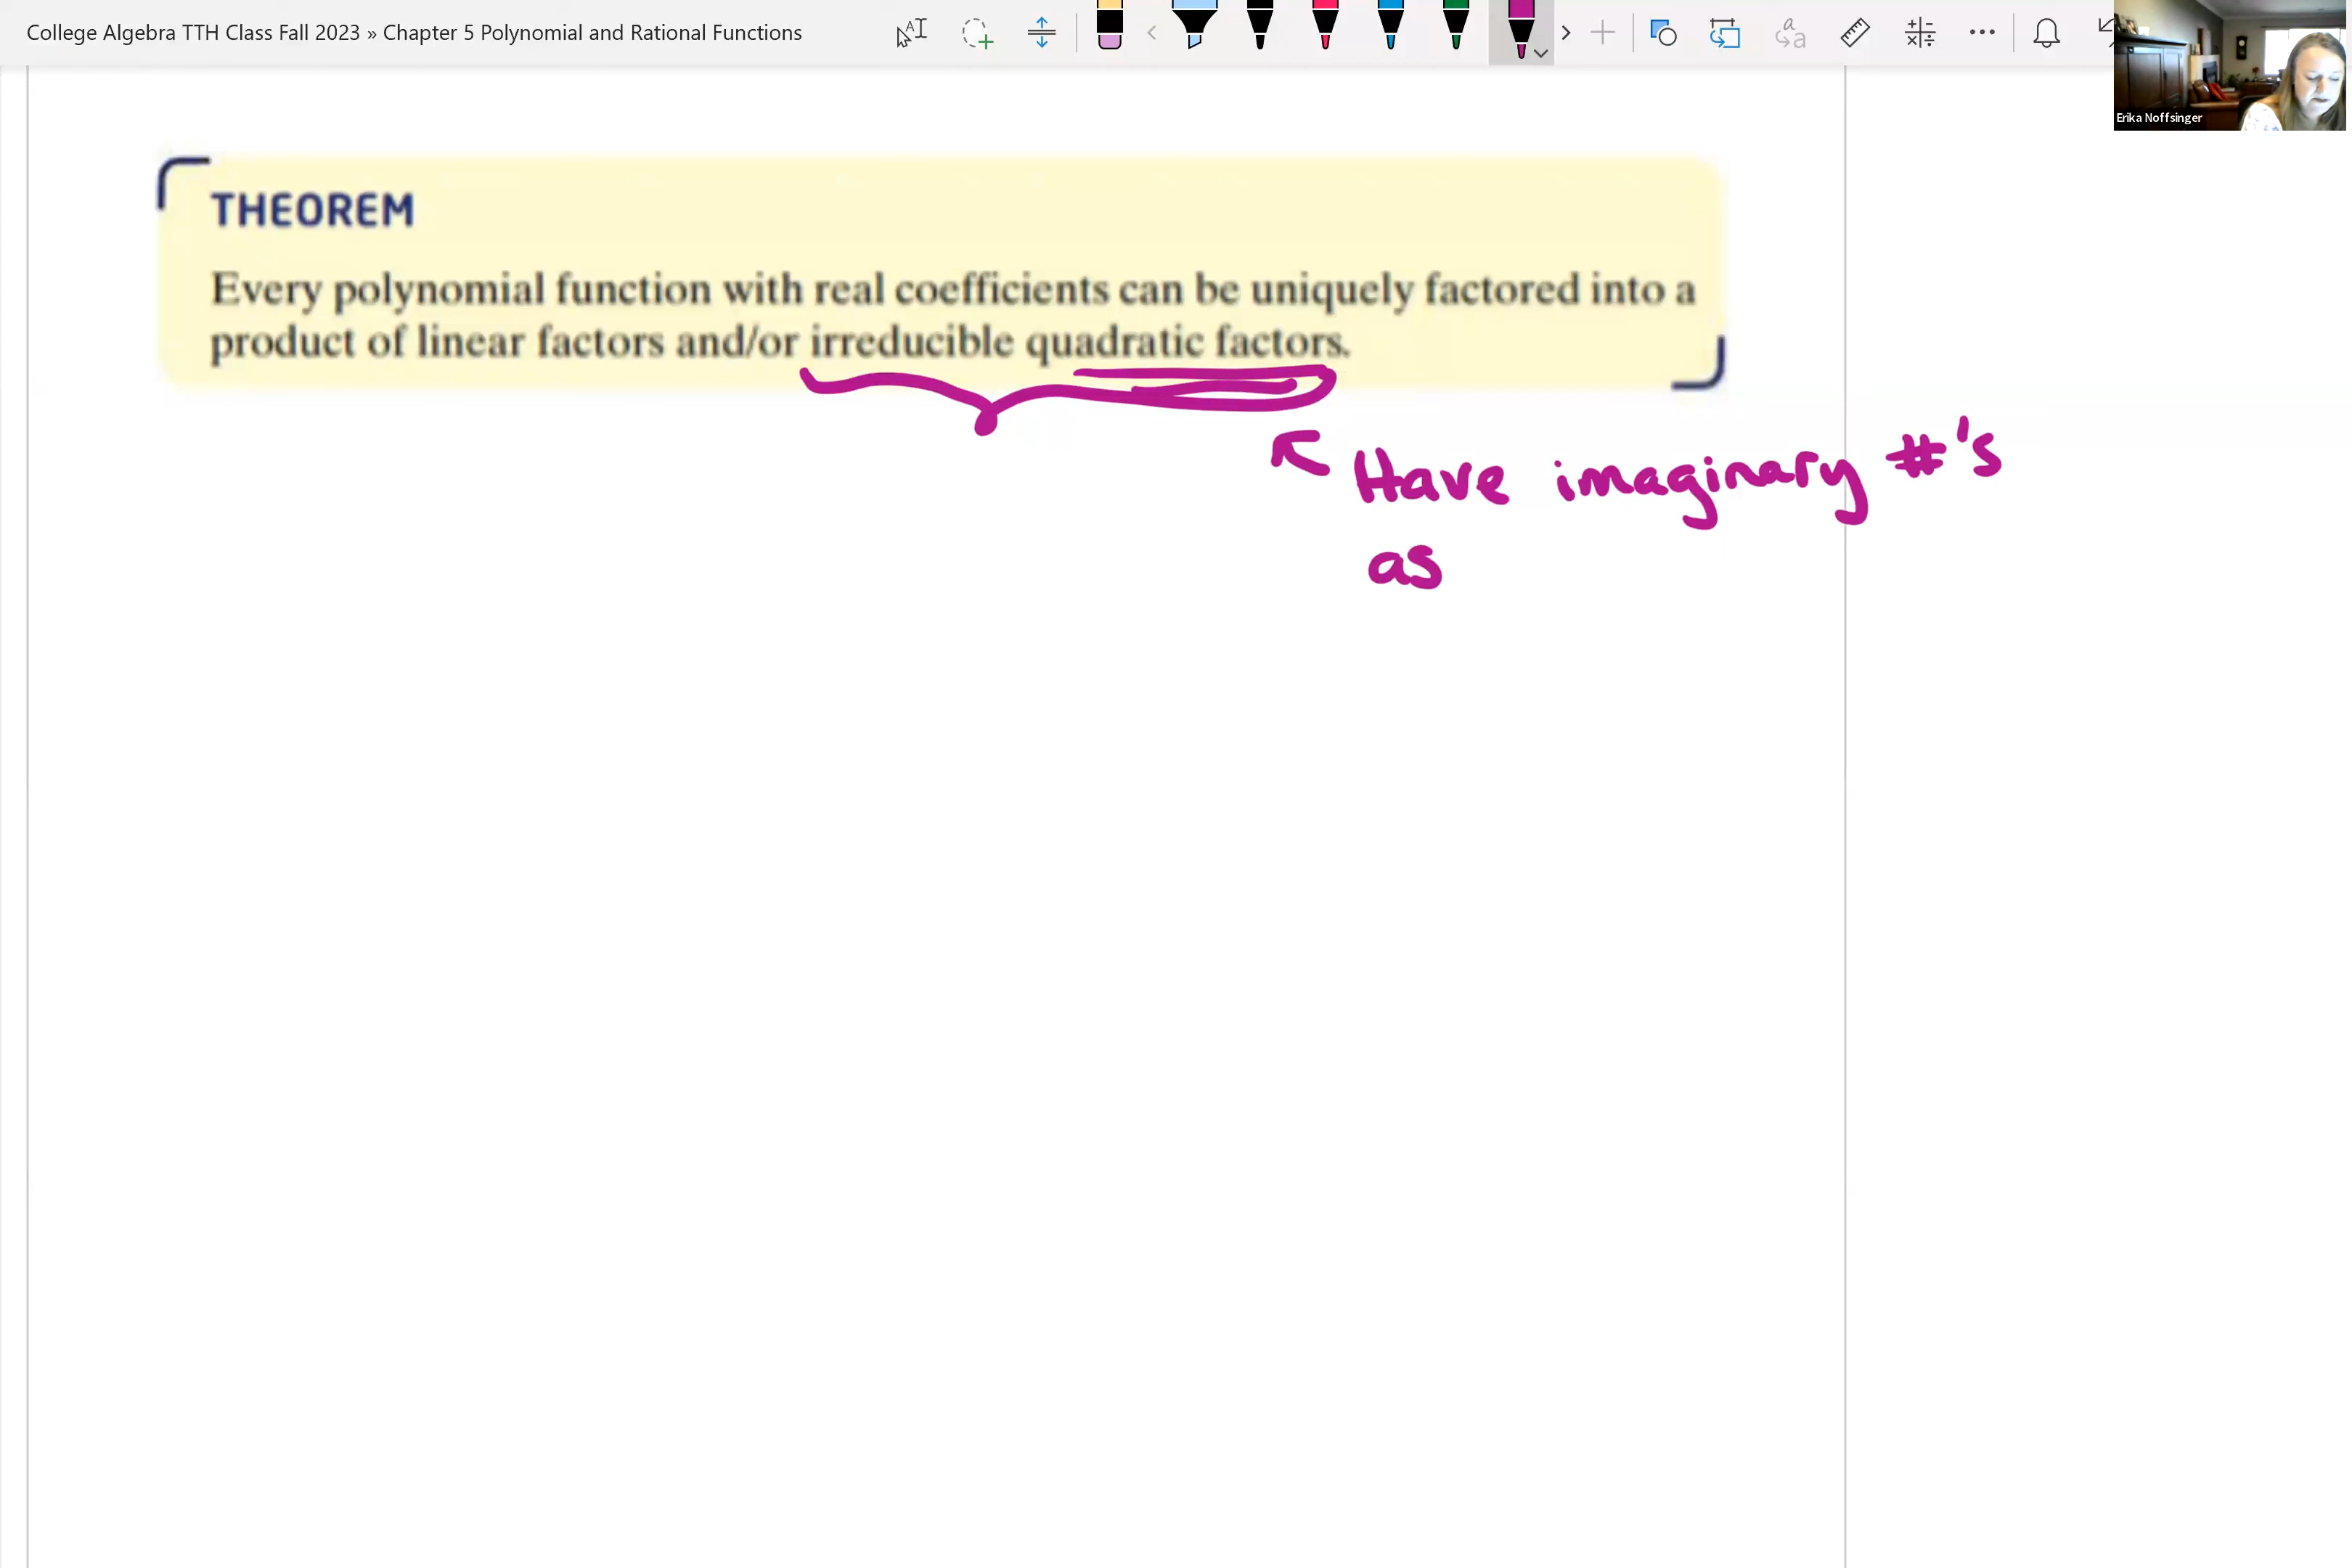 College Algebra TTH Class Fall 2023 » Chapter 5 Polynomial and Rational Functions
Erika Noffsinger
THEOREM
Every polynomial function with real coefficients can be uniquely factored into a
product of linear factors and/or irreducible quadratic factors.
Have imaginary #'s
as